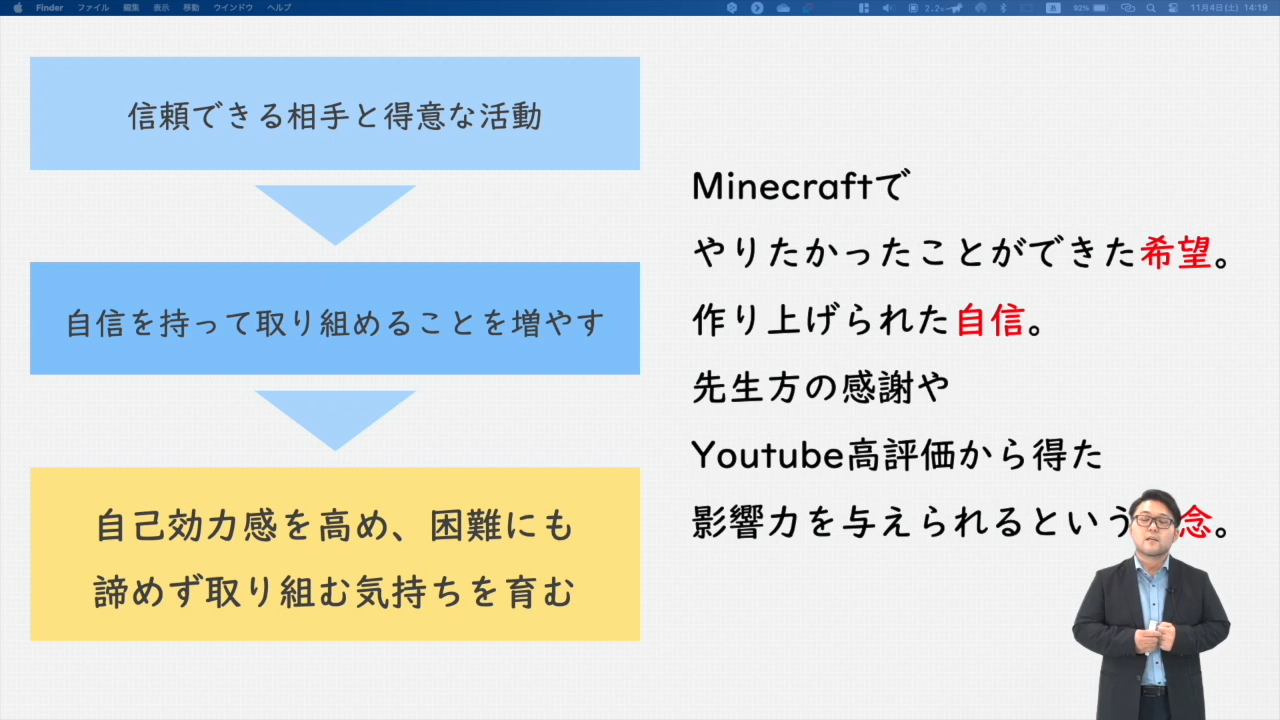 Finder ファイル 編集 表示 移動 ウインドウ ヘルプ
2.2 92% 11月4日(土) 14:19
信頼できる相手と得意な活動
自信を持って取り組めることを増やす
自己効力感を高め、困難にも
諦めず取り組む気持ちを育む
Minecraftで
やりたかったことができた希望。
作り上げられた自信。
先生方の感謝や
Youtube高評価から得た
影響力を与えられるという念。